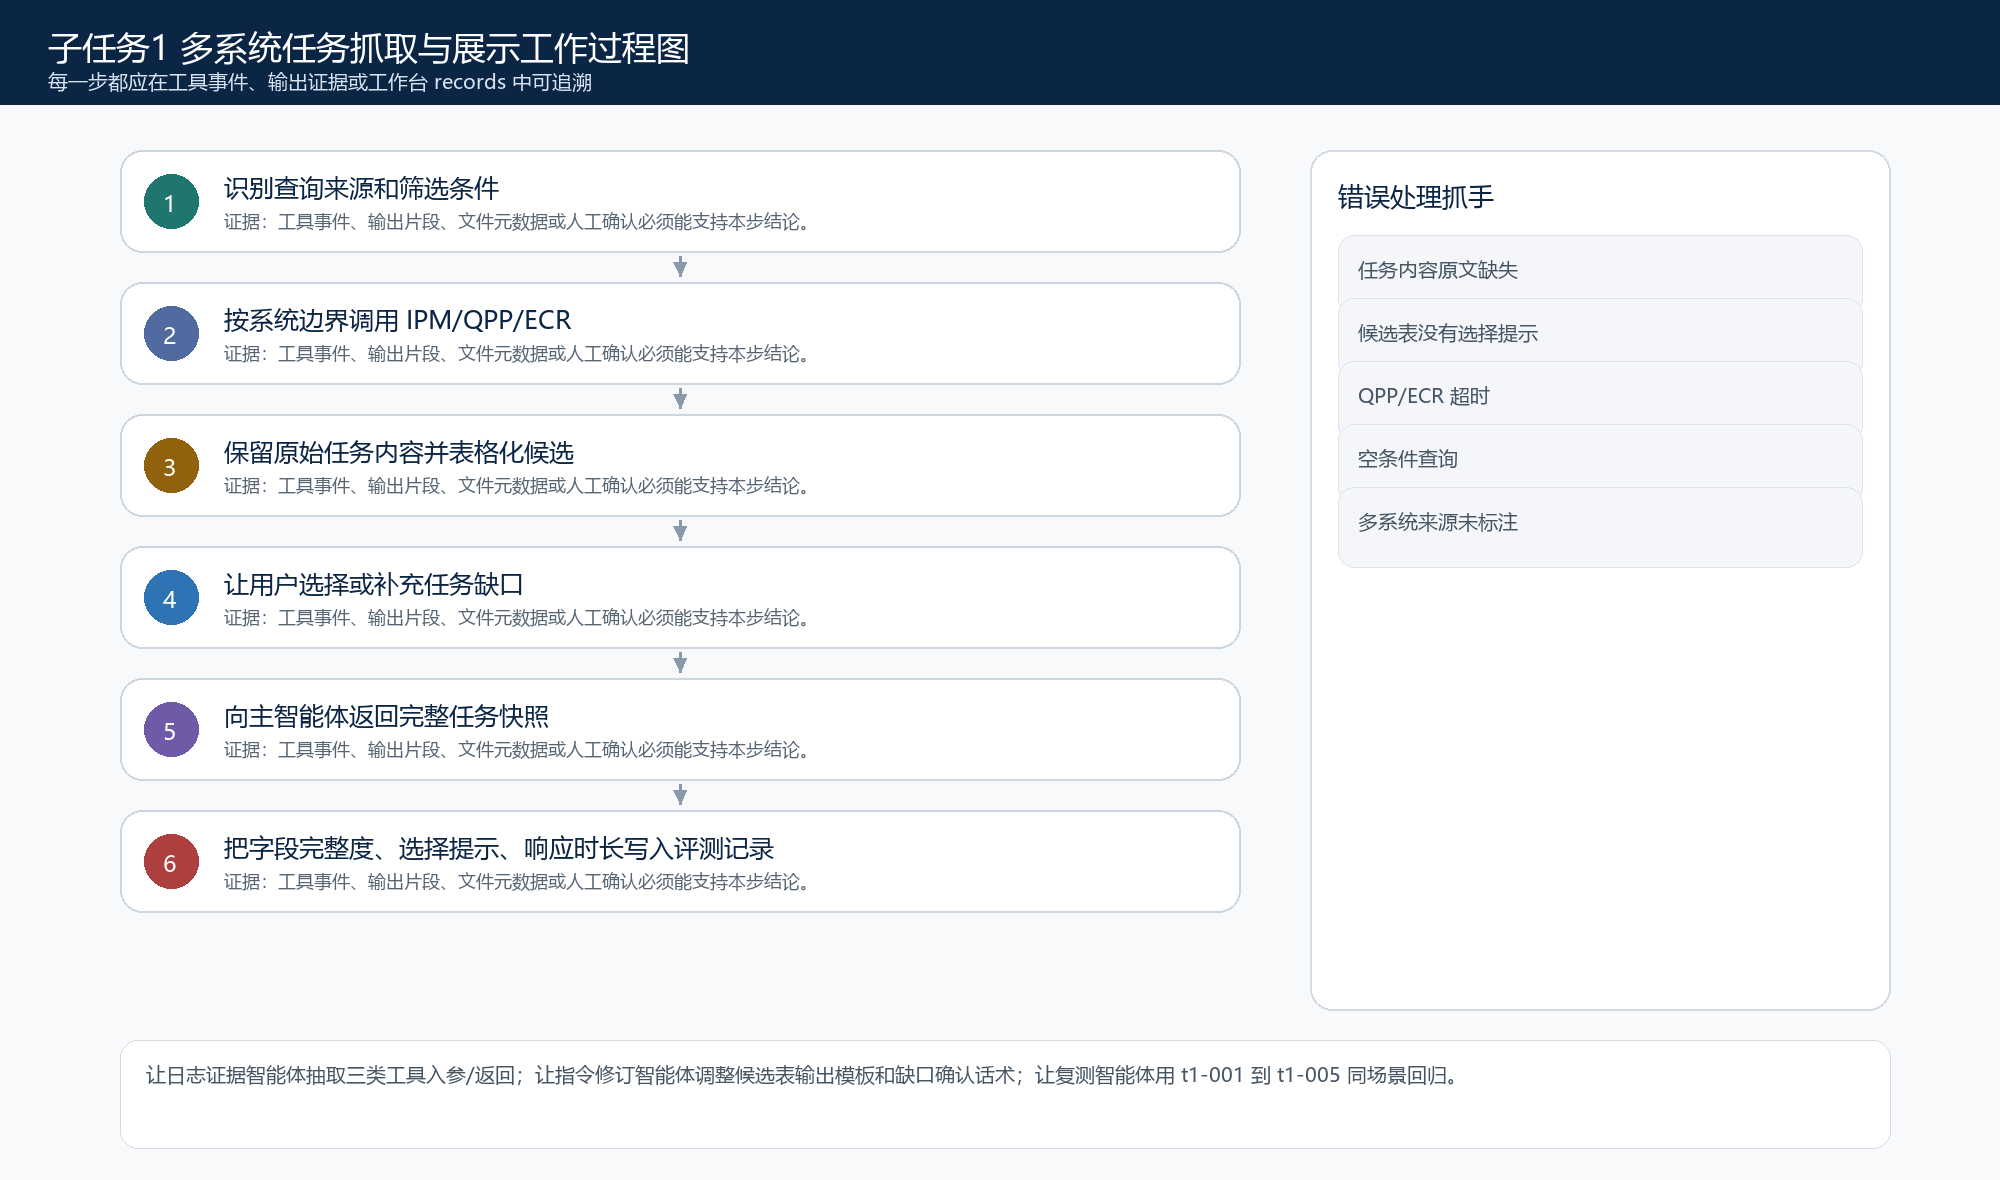 子任务1 多系统任务抓取与展示工作过程图
每一步都应在工具事件、输出证据或工作台 records 中可追溯
1
识别查询来源和筛选条件
证据：工具事件、输出片段、文件元数据或人工确认必须能支持本步结论。
2
按系统边界调用 IPM/QPP/ECR
证据：工具事件、输出片段、文件元数据或人工确认必须能支持本步结论。
3
保留原始任务内容并表格化候选
证据：工具事件、输出片段、文件元数据或人工确认必须能支持本步结论。
4
让用户选择或补充任务缺口
证据：工具事件、输出片段、文件元数据或人工确认必须能支持本步结论。
5
向主智能体返回完整任务快照
证据：工具事件、输出片段、文件元数据或人工确认必须能支持本步结论。
6
把字段完整度、选择提示、响应时长写入评测记录
证据：工具事件、输出片段、文件元数据或人工确认必须能支持本步结论。
错误处理抓手
任务内容原文缺失
候选表没有选择提示
QPP/ECR 超时
空条件查询
多系统来源未标注
让日志证据智能体抽取三类工具入参/返回；让指令修订智能体调整候选表输出模板和缺口确认话术；让复测智能体用 t1-001 到 t1-005 同场景回归。